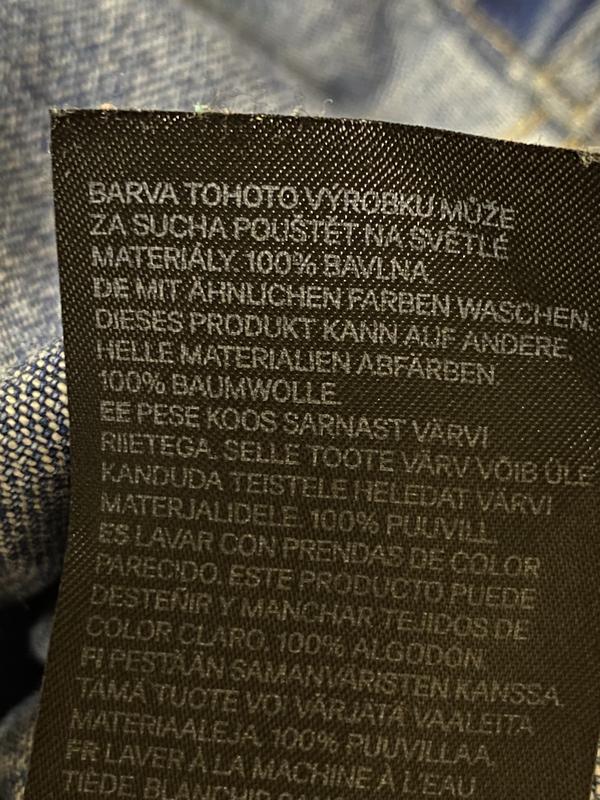 BARVA TOHOTO VÝROBKU MŮŽE
ZA SUCHA POUŠTĚT NA SVĚTLÉ
MATERIÁLY. 100% BAVLNA.
DE MIT ÄHNLICHEN FARBEN WASCHEN.
DIESES PRODUKT KANN AUF ANDERE,
HELLE MATERIALIEN ABFÄRBEN.
100% BAUMWOLLE.
EE PESE KOOS SARNAST VÄRVI
RIIETEGA. SELLE TOOTE VÄRV VÕIB ÜLE
KANDUDA TEISTELE HELEDAT VÄRVI
MATERJALIDELE. 100% PUUVILL.
ES LAVAR CON PRENDAS DE COLOR
PARECIDO. ESTE PRODUCTO PUEDE
DESTEÑIR Y MANCHAR TEJIDOS DE
COLOR CLARO. 100% ALGODÓN.
FI PESTÄÄN SAMANVÄRISTEN KANSSA.
TÄMÄ TUOTE VOI VÄRJÄTÄ VAALEITA
MATERIAALEJA. 100% PUUVILLAA.
FR LAVER À LA MACHINE À L'EAU
TIÈDE. BLANCHIR